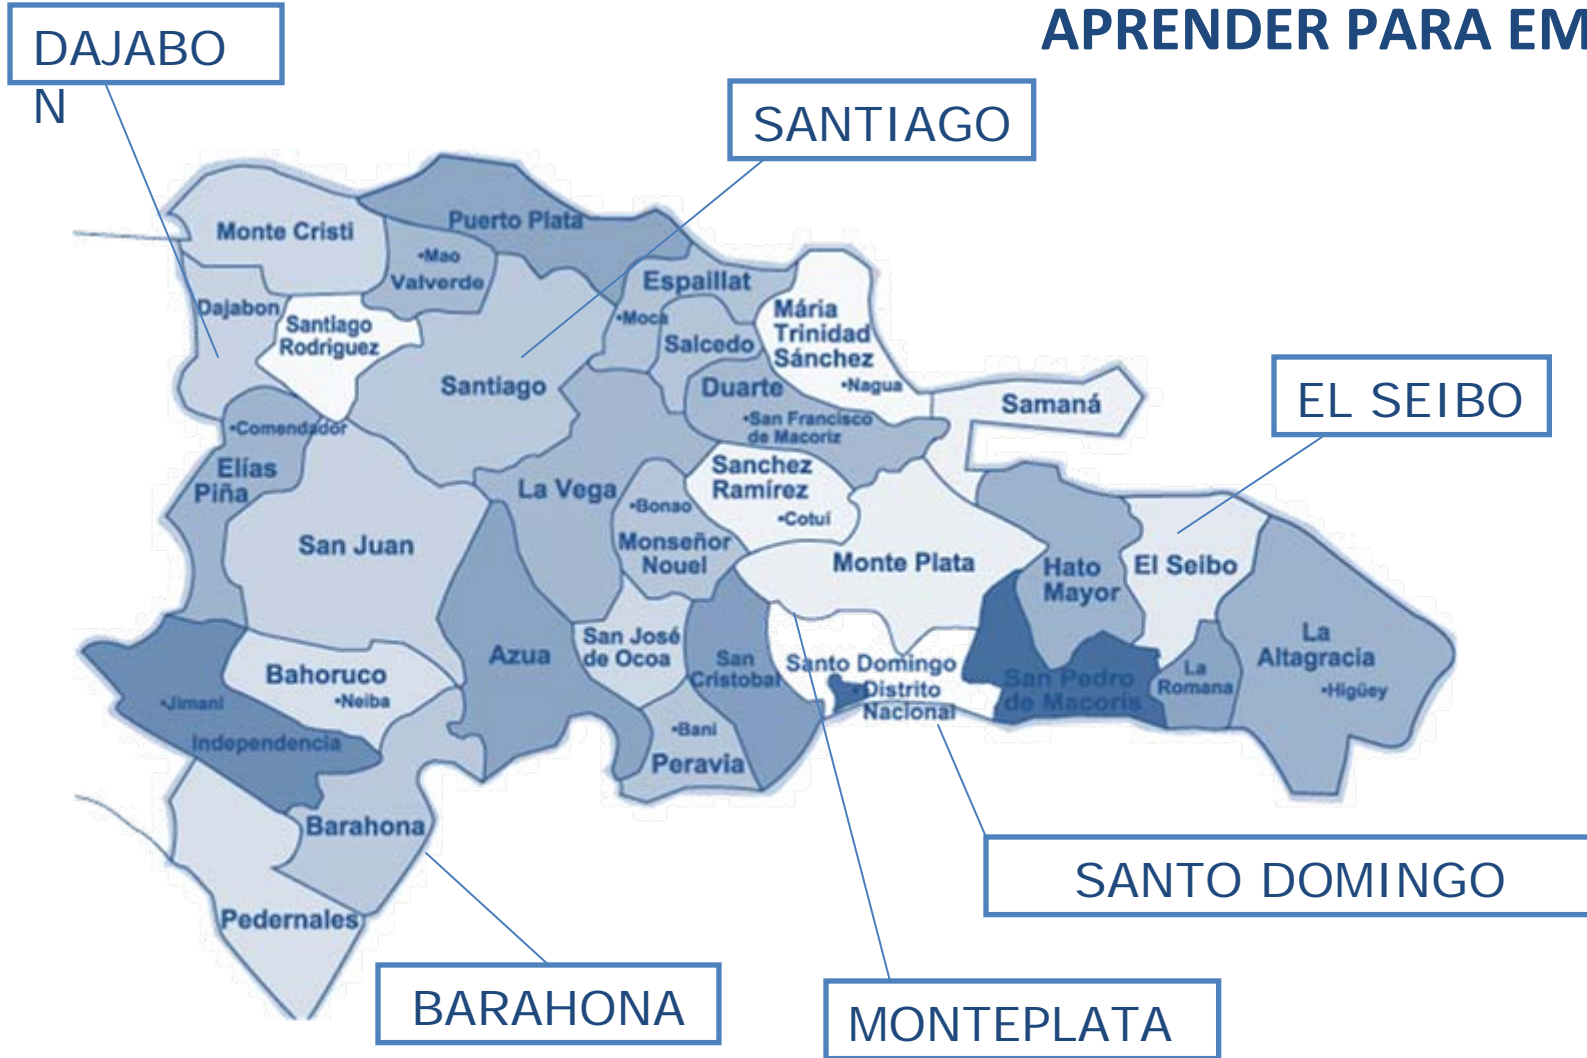 APRENDER PARA EM
DAJABO
N
SANTIAGO
Monte Cristi
Puerto Plata
•Mao
Valverde
Espaillat
Dajabon
Santiago
Rodriguez
•Moca
Mária
Trinidad
Sánchez
Salcedo
•Nagua
Santiago
Duarte
•San Francisco
de Macoriz
Samaná
EL SEIBO
•Comendador
Elías
Piña
La Vega
Sanchez
Ramírez
•Cotuí
•Bonao
Monseñor
Nouel
San Juan
Monte Plata
Hato
Mayor
El Seibo
San José
de Ocoa
Azua
San
Cristobal
Santo Domingo
•Distrito
Nacional
San Pedro
de Macorís
La
Romana
La
Altagracia
•Higüey
Bahoruco
•Neiba
•Jimaní
Independencia
•Bani
Peravia
Barahona
Pedernales
SANTO DOMINGO
BARAHONA
MONTEPLATA